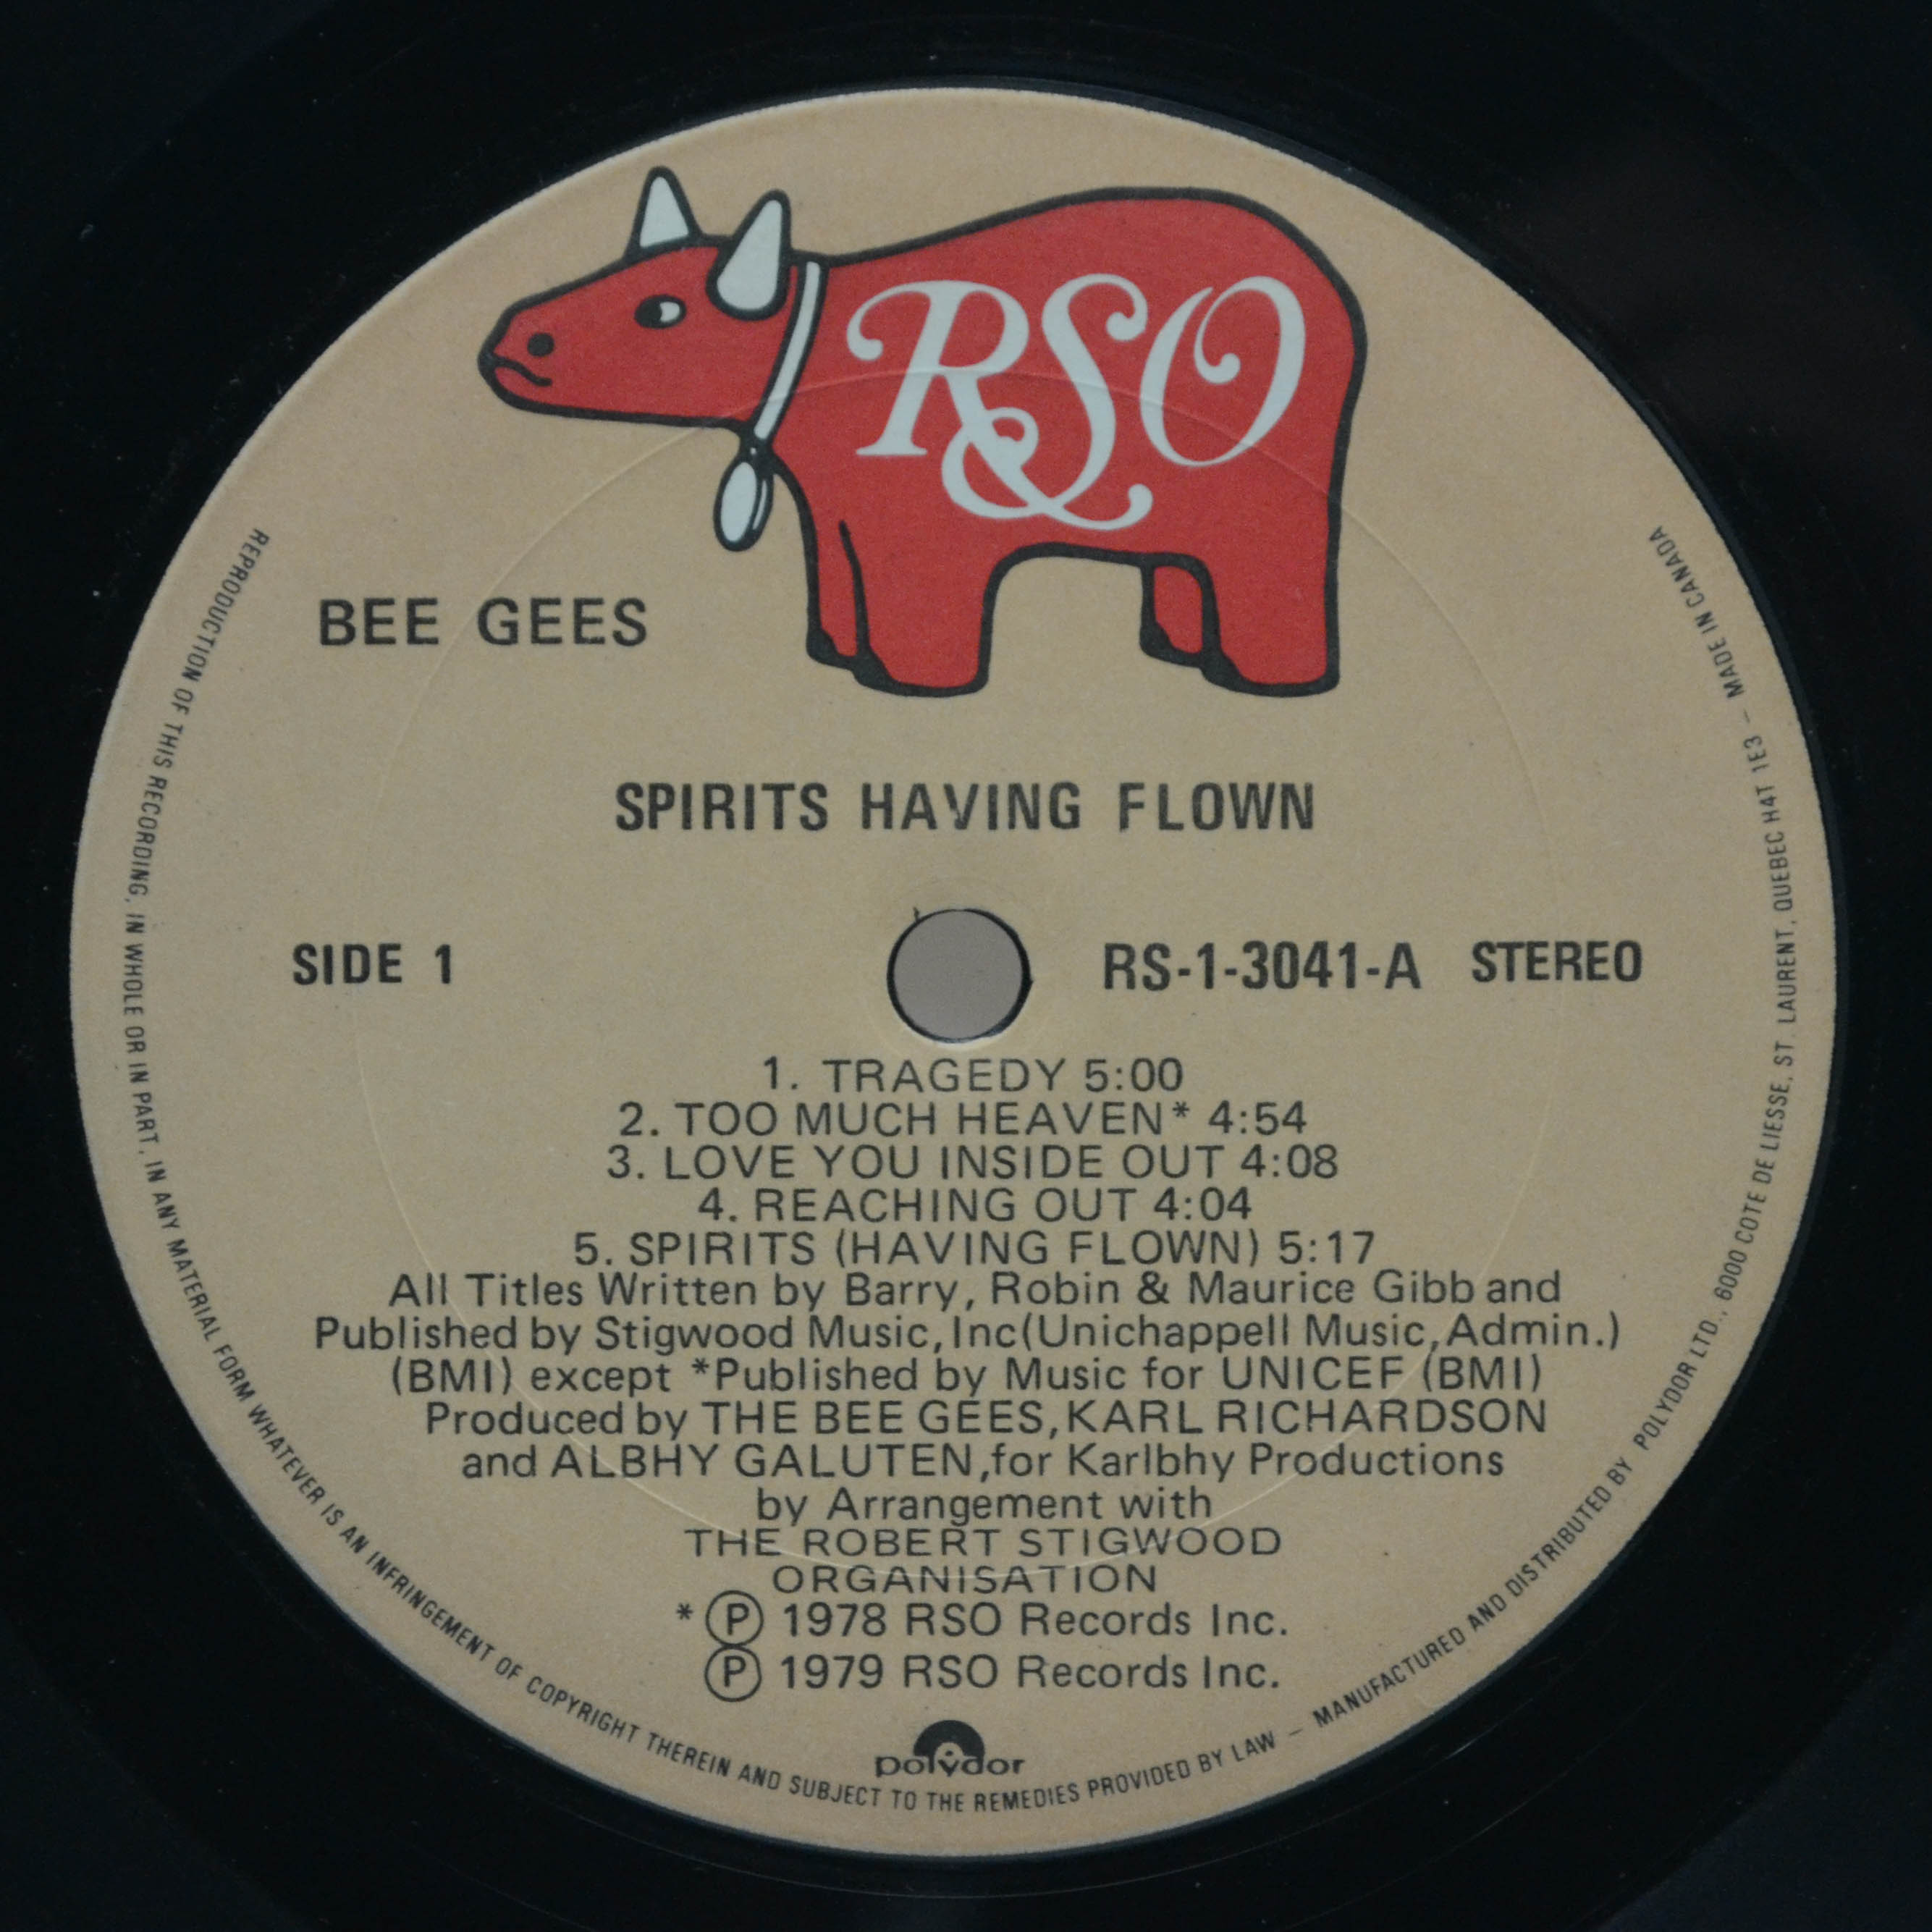 RSO
BEE GEES
SPIRITS HAVING FLOWN
SIDE 1
RS-1-3041-A STEREO
1. TRAGEDY 5:00
2. TOO MUCH HEAVEN* 4:54
3. LOVE YOU INSIDE OUT 4:08
4. REACHING OUT 4:04
5. SPIRITS (HAVING FLOWN) 5:17
All Titles Written by Barry, Robin & Maurice Gibb and
Published by Stigwood Music, Inc(Unichappell Music, Admin.)
(BMI) except *Published by Music for UNICEF (BMI)
Produced by THE BEE GEES, KARL RICHARDSON
and ALBHY GALUTEN, for Karlbhy Productions
by Arrangement with
THE ROBERT STIGWOOD
ORGANISATION
* Ⓟ 1978 RSO Records Inc.
Ⓟ 1979 RSO Records Inc.
polydor
REPRODUCTION OF THIS RECORDING, IN WHOLE OR IN PART, IN ANY MATERIAL FORM WHATEVER IS AN INFRINGEMENT OF COPYRIGHT THEREIN AND SUBJECT TO THE REMEDIES PROVIDED BY LAW – MANUFACTURED AND DISTRIBUTED BY POLYDOR LTD., 6000 COTE DE LIESSE, ST. LAURENT, QUEBEC H4T 1E3 – MADE IN CANADA